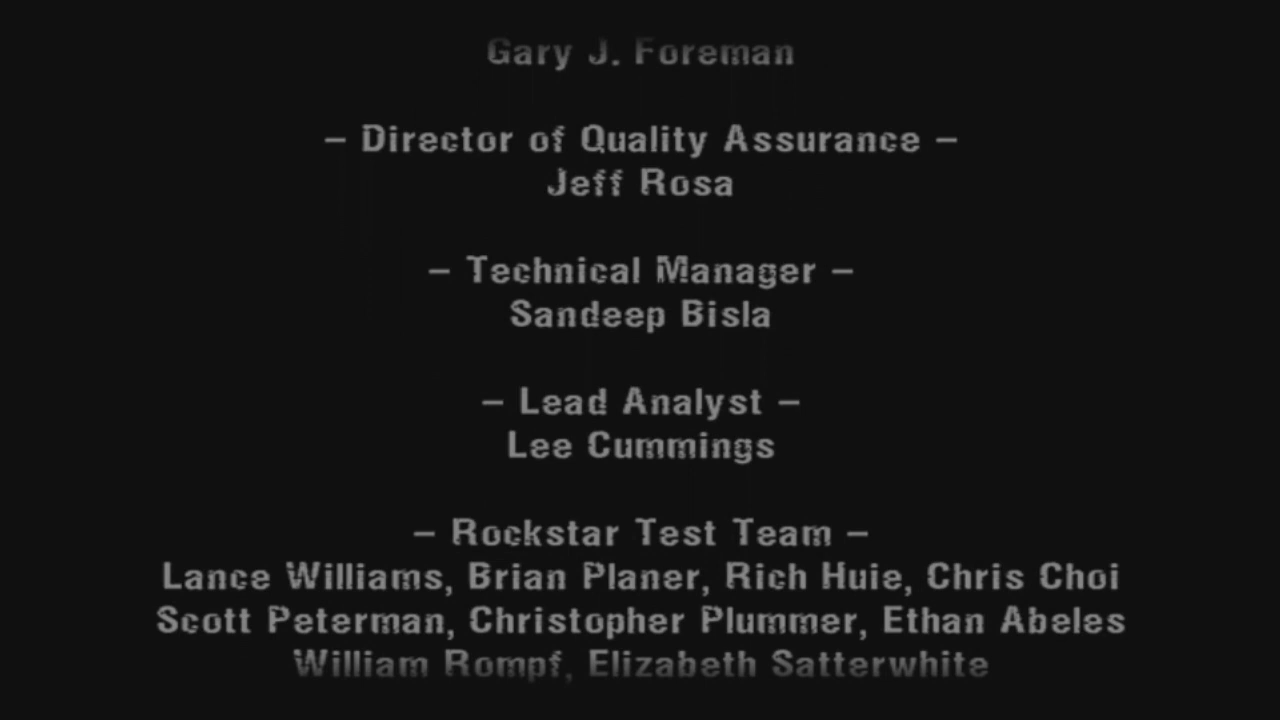 Gary J. Foreman
– Director of Quality Assurance –
Jeff Rosa
– Technical Manager –
Sandeep Bisla
– Lead Analyst –
Lee Cummings
– Rockstar Test Team –
Lance Williams, Brian Planer, Rich Huie, Chris Choi
Scott Peterman, Christopher Plummer, Ethan Abeles
William Rompf, Elizabeth Satterwhite